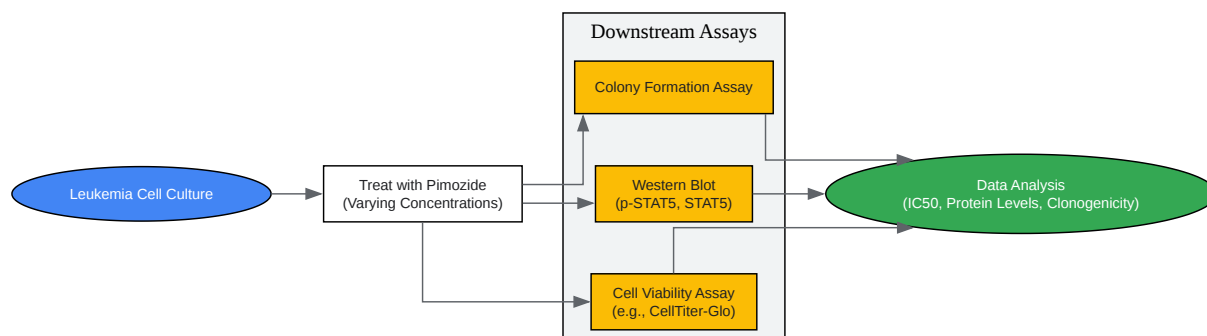 Downstream Assays
Colony Formation Assay
Leukemia Cell Culture
Treat with Pimozide
(Varying Concentrations)
Western Blot
(p-STAT5, STAT5)
Data Analysis
(IC50, Protein Levels, Clonogenicity)
Cell Viability Assay
(e.g., CellTiter-Glo)